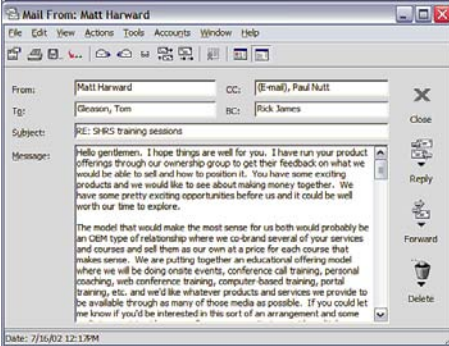 Mail From: Matt Harward
File Edit View Actions Tools Accounts Window Help
From: Matt Harward CC: (E-mail), Paul Nutt
To: Gleason, Tom BC: Rick James
Subject: RE: SHRS training sessions
Message:
Hello gentlemen. I hope things are well for you. I have run your product
offerings through our ownership group to get their feedback on what we
would be able to sell and how to position it. You have some exciting
products and we would like to see about making money together. We
have some pretty exciting opportunities before us and it could be well
worth our time to explore.
The model that would make the most sense for us both would probably be
an OEM type of relationship where we co-brand several of your services
and courses and sell them as our own at a price for each course that
makes sense. We are putting together an educational offering model
where we will be doing onsite events, conference call training, personal
coaching, web conference training, computer-based training, portal
training, etc. and we'd like whatever products and services we provide to
be available through as many of those media as possible. If you could let
me know if you'd be interested in this sort of an arrangement and some
Close
Reply
Forward
Delete
Date: 7/16/02 12:17PM